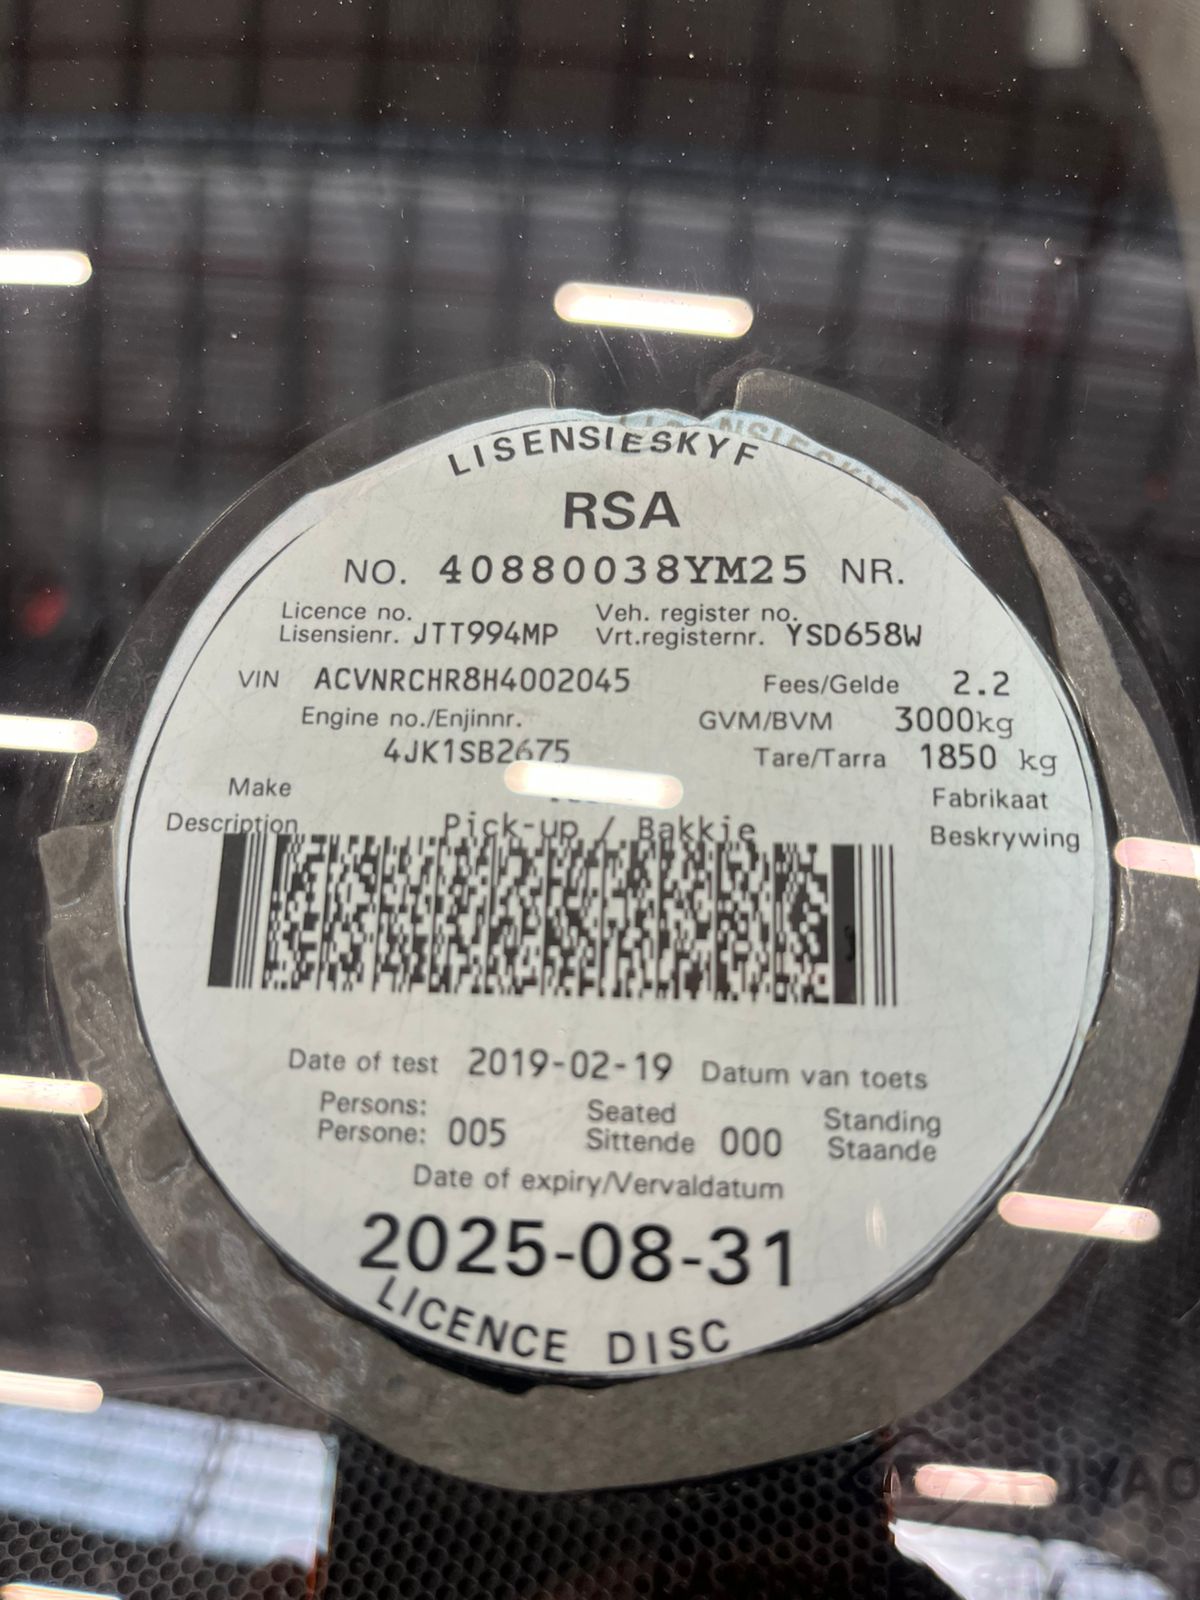 LISENSIESKYF
RSA
NO. 40880038YM25 NR.
Licence no. Veh. register no.
Lisensienr. JTT994MP Vrt.registernr. YSD658W
VIN ACVNRCHR8H4002045 Fees/Gelde 2.2
Engine no./Enjinnr. GVM/BVM 3000kg
4JK1SB2675 Tare/Tarra 1850 kg
Make Fabrikaat
Description Pick-up / Bakkie Beskrywing
Date of test 2019-02-19 Datum van toets
Persons: Seated Standing
Persone: 005 Sittende 000 Staande
Date of expiry/Vervaldatum
2025-08-31
LICENCE DISC